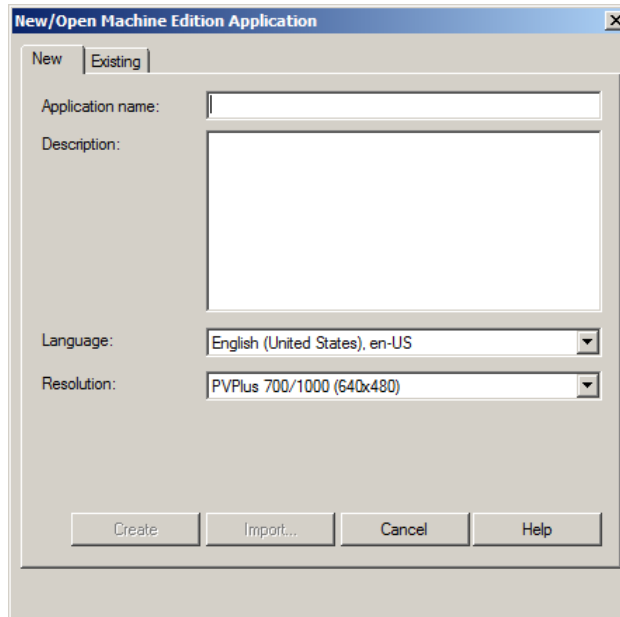 New/Open Machine Edition Application
New Existing
Application name:
Description:
Language: English (United States), en-US
Resolution: PVPlus 700/1000 (640x480)
Create Import... Cancel Help